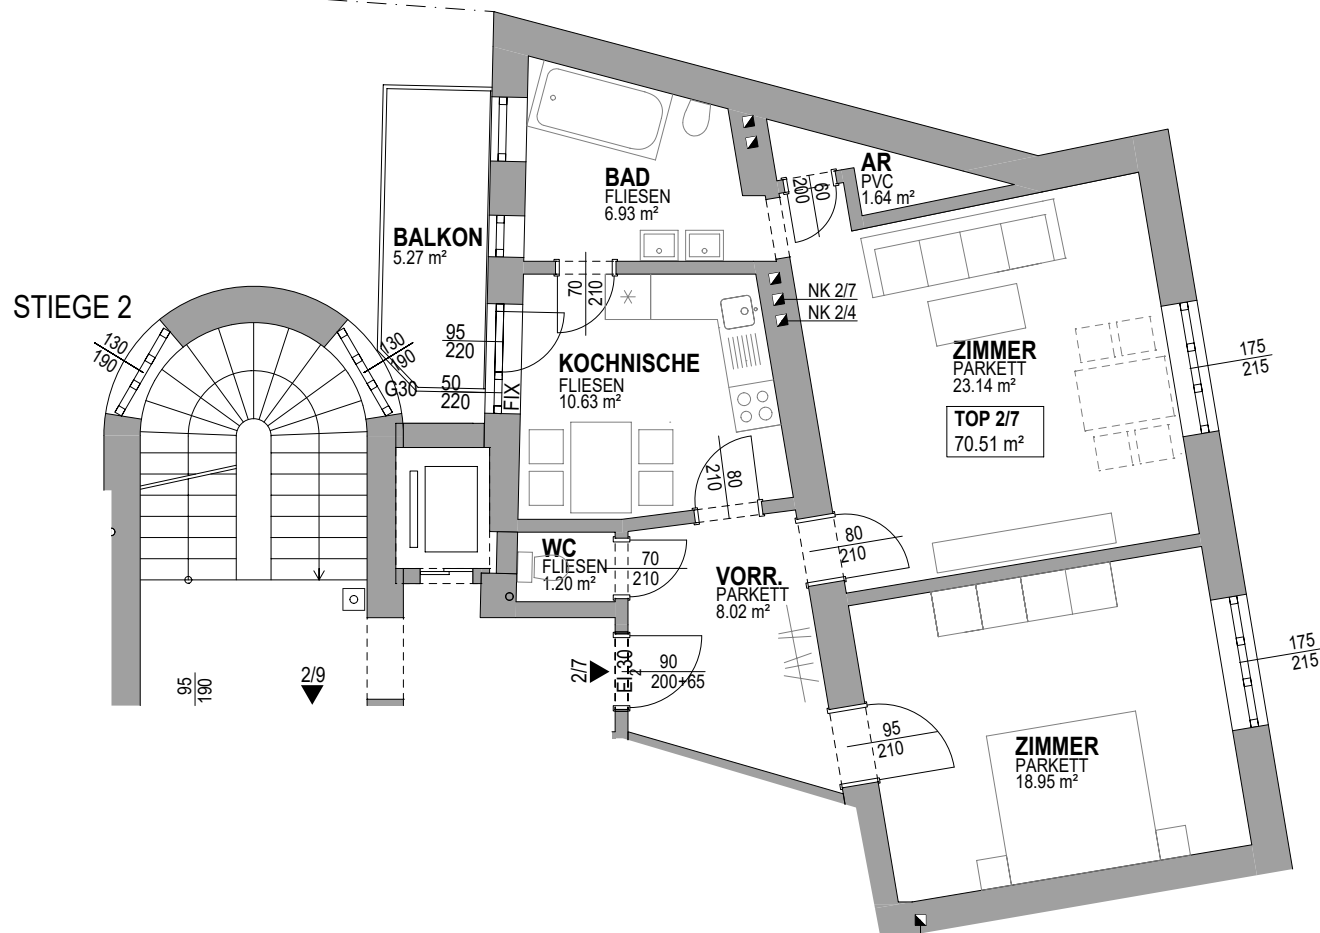 STIEGE 2
130
190
130
190
G30
BALKON
5.27 m²
95
220
50
220
FIX
BAD
FLIESEN
6.93 m²
70
210
AR
PVC
1.64 m²
60
200
NK 2/7
NK 2/4
KOCHNISCHE
FLIESEN
10.63 m²
80
210
ZIMMER
PARKETT
23.14 m²
TOP 2/7
70.51 m²
175
215
WC
FLIESEN
1.20 m²
70
210
VORR.
PARKETT
8.02 m²
80
210
2/7
EI₂30
90
200+65
95
210
ZIMMER
PARKETT
18.95 m²
175
215
95
190
2/9